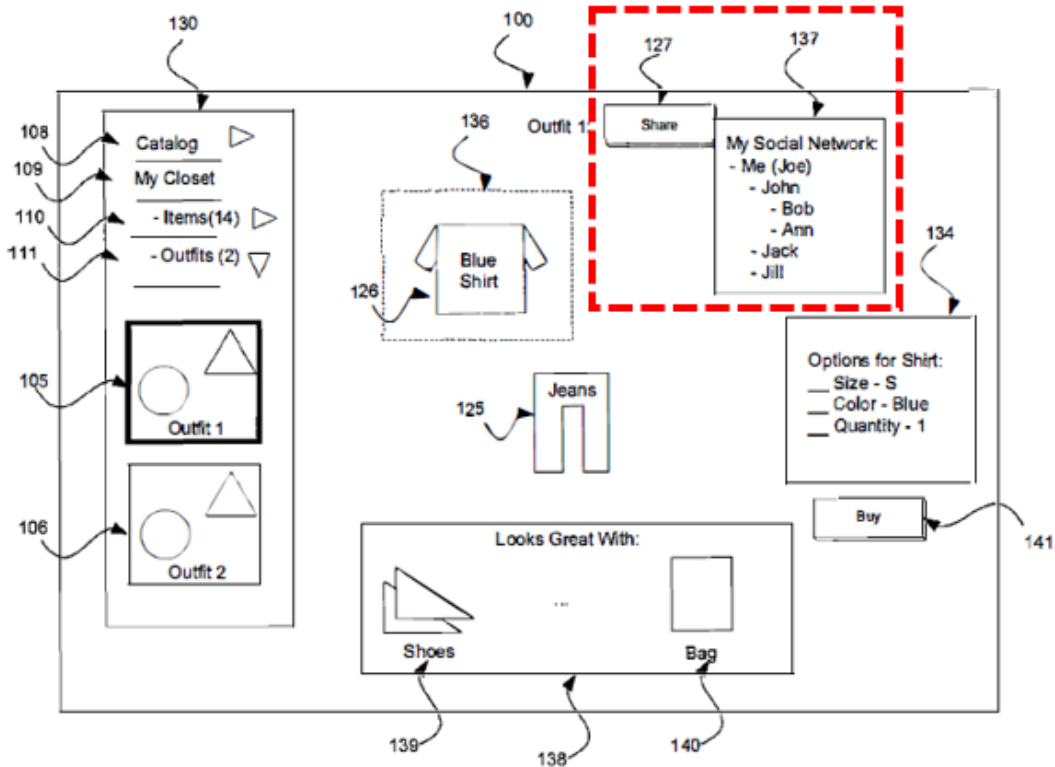 130
100
127
137
108
Catalog
109
My Closet
110
- Items(14)
111
- Outfits (2)
136
Outfit 1:
Share
My Social Network:
- Me (Joe)
- John
- Bob
- Ann
- Jack
- Jill
Blue
Shirt
126
134
105
Outfit 1
Jeans
125
Options for Shirt:
__ Size - S
__ Color - Blue
__ Quantity - 1
106
Outfit 2
Buy
141
Looks Great With:
...
Shoes
Bag
139
138
140